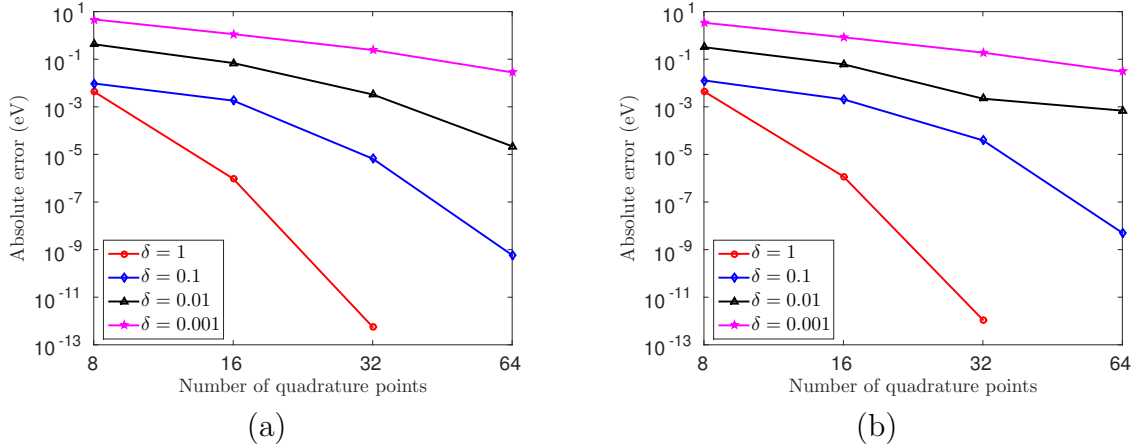 10^1
10^-1
10^-3
10^-5
10^-7
10^-9
10^-11
10^-13
Absolute error (eV)
δ = 1
δ = 0.1
δ = 0.01
δ = 0.001
8 16 32 64
Number of quadrature points
(a)
10^1
10^-1
10^-3
10^-5
10^-7
10^-9
10^-11
10^-13
Absolute error (eV)
δ = 1
δ = 0.1
δ = 0.01
δ = 0.001
8 16 32 64
Number of quadrature points
(b)